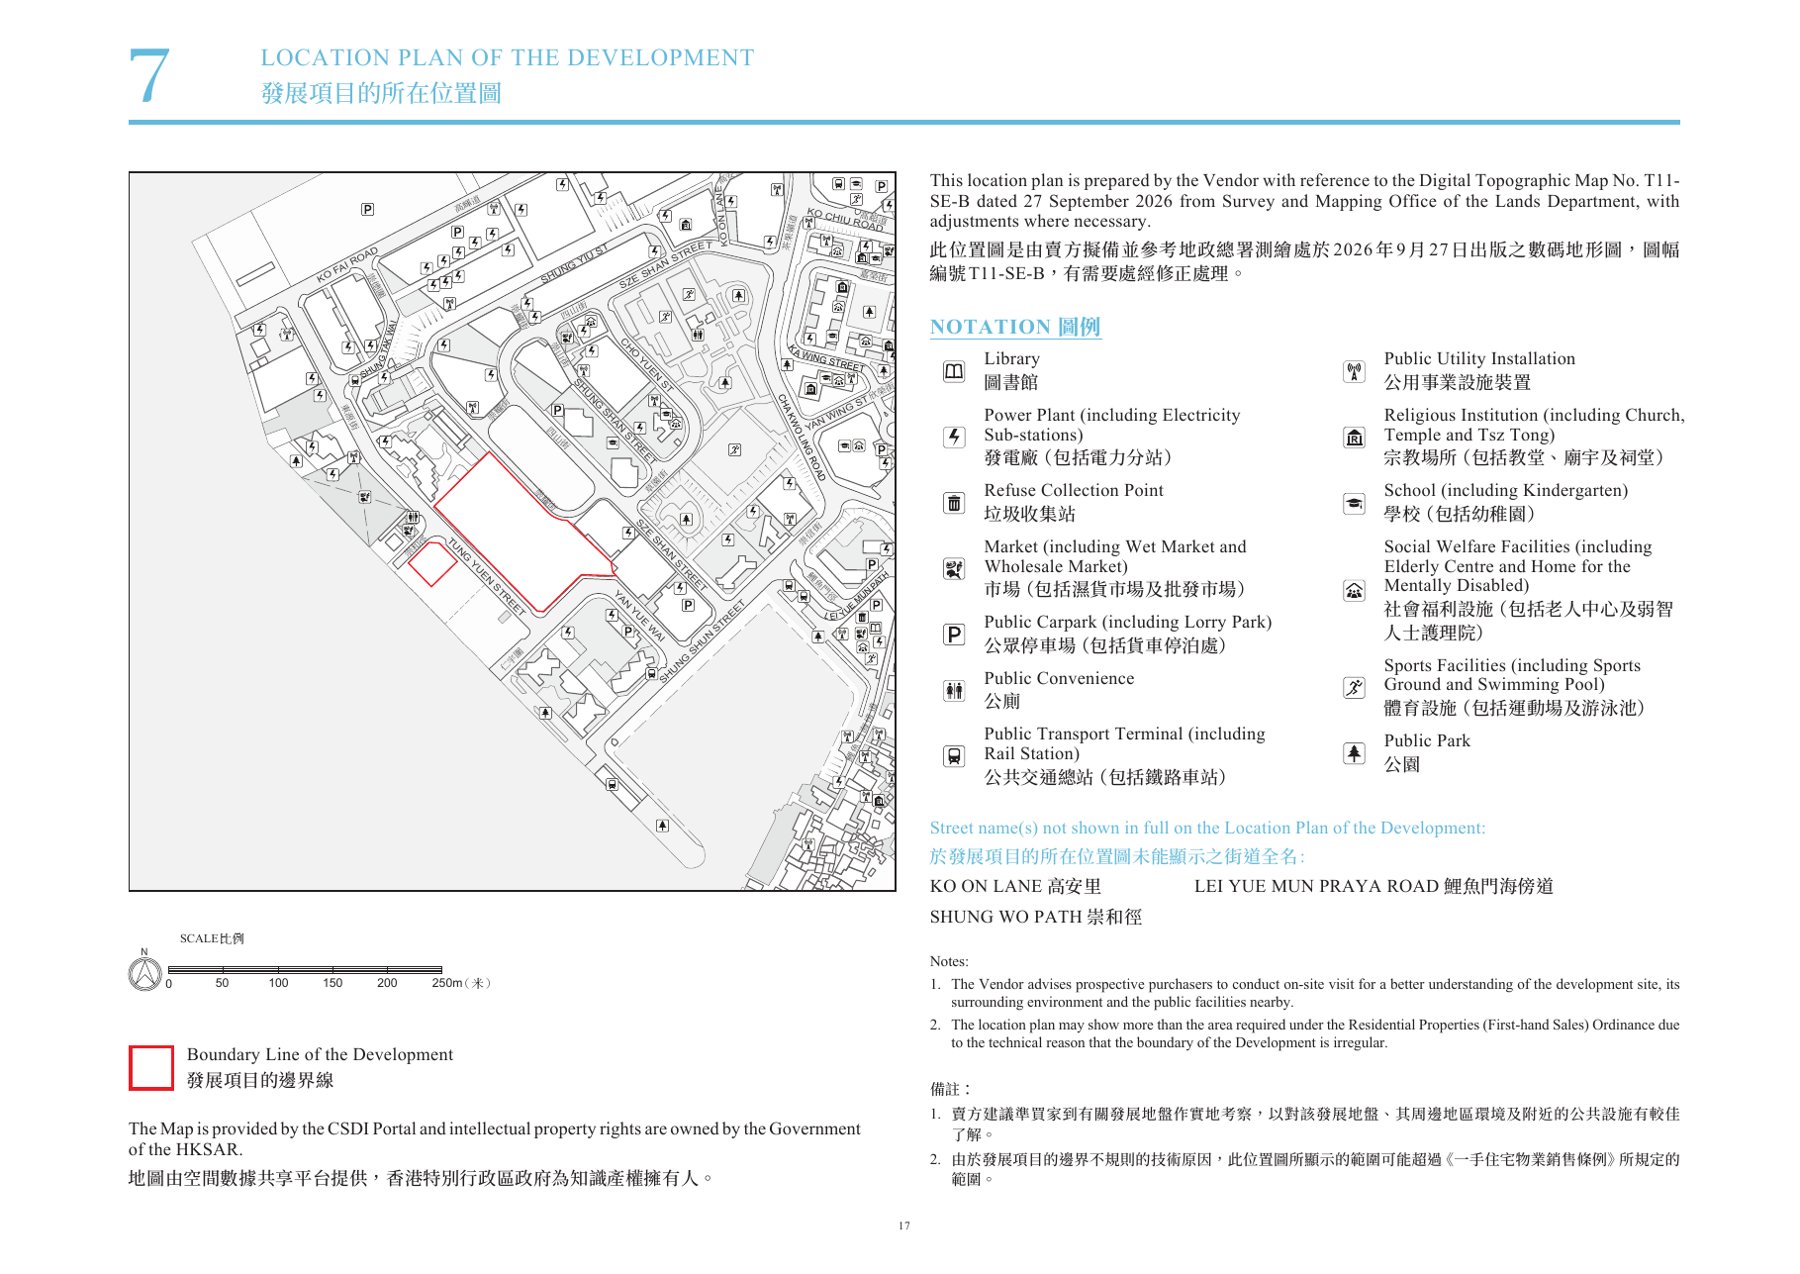 7
LOCATION PLAN OF THE DEVELOPMENT
發展項目的所在位置圖
KO FAI ROAD
高輝道
SHUNG YIU ST
SZE SHAN STREET
KO ON LANE
KO CHIU ROAD
SHUNG TAK WAI
CHO YUEN ST
SHUNG SHAN STREET
KA WING STREET
YAN WING ST
CHA KWO LING ROAD
SZE SHAN STREET
TUNG YUEN STREET
YAN YUE WAI
SHUNG SHUN STREET
LEI YUE MUN PATH
SCALE比例
N
0 50 100 150 200 250m(米)
Boundary Line of the Development
發展項目的邊界線
The Map is provided by the CSDI Portal and intellectual property rights are owned by the Government
of the HKSAR.
地圖由空間數據共享平台提供，香港特別行政區政府為知識產權擁有人。
This location plan is prepared by the Vendor with reference to the Digital Topographic Map No. T11-
SE-B dated 27 September 2026 from Survey and Mapping Office of the Lands Department, with
adjustments where necessary.
此位置圖是由賣方擬備並參考地政總署測繪處於2026年9月27日出版之數碼地形圖，圖幅
編號T11-SE-B，有需要處經修正處理。
NOTATION 圖例
Library
圖書館
Power Plant (including Electricity
Sub-stations)
發電廠（包括電力分站）
Refuse Collection Point
垃圾收集站
Market (including Wet Market and
Wholesale Market)
市場（包括濕貨市場及批發市場）
P
Public Carpark (including Lorry Park)
公眾停車場（包括貨車停泊處）
Public Convenience
公廁
Public Transport Terminal (including
Rail Station)
公共交通總站（包括鐵路車站）
Public Utility Installation
公用事業設施裝置
Religious Institution (including Church,
Temple and Tsz Tong)
宗教場所（包括教堂、廟宇及祠堂）
School (including Kindergarten)
學校（包括幼稚園）
Social Welfare Facilities (including
Elderly Centre and Home for the
Mentally Disabled)
社會福利設施（包括老人中心及弱智
人士護理院）
Sports Facilities (including Sports
Ground and Swimming Pool)
體育設施（包括運動場及游泳池）
Public Park
公園
Street name(s) not shown in full on the Location Plan of the Development:
於發展項目的所在位置圖未能顯示之街道全名：
KO ON LANE 高安里
LEI YUE MUN PRAYA ROAD 鯉魚門海傍道
SHUNG WO PATH 崇和徑
Notes:
1. The Vendor advises prospective purchasers to conduct on-site visit for a better understanding of the development site, its
surrounding environment and the public facilities nearby.
2. The location plan may show more than the area required under the Residential Properties (First-hand Sales) Ordinance due
to the technical reason that the boundary of the Development is irregular.
備註：
1. 賣方建議準買家到有關發展地盤作實地考察，以對該發展地盤、其周邊地區環境及附近的公共設施有較佳
了解。
2. 由於發展項目的邊界不規則的技術原因，此位置圖所顯示的範圍可能超過《一手住宅物業銷售條例》所規定的
範圍。
17